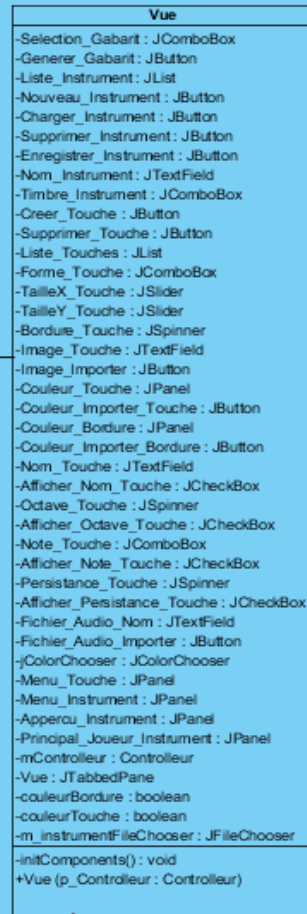 Vue
-Selection_Gabarit : JComboBox
-Generer_Gabarit : JButton
-Liste_Instrument : JList
-Nouveau_Instrument : JButton
-Charger_Instrument : JButton
-Supprimer_Instrument : JButton
-Enregistrer_Instrument : JButton
-Nom_Instrument : JTextField
-Timbre_Instrument : JComboBox
-Creer_Touche : JButton
-Supprimer_Touche : JButton
-Liste_Touches : JList
-Forme_Touche : JComboBox
-TailleX_Touche : JSlider
-TailleY_Touche : JSlider
-Bordure_Touche : JSpinner
-Image_Touche : JTextField
-Image_Importer : JButton
-Couleur_Touche : JPanel
-Couleur_Importer_Touche : JButton
-Couleur_Bordure : JPanel
-Couleur_Importer_Bordure : JButton
-Nom_Touche : JTextField
-Afficher_Nom_Touche : JCheckBox
-Octave_Touche : JSpinner
-Afficher_Octave_Touche : JCheckBox
-Note_Touche : JComboBox
-Afficher_Note_Touche : JCheckBox
-Persistance_Touche : JSpinner
-Afficher_Persistance_Touche : JCheckBox
-Fichier_Audio_Nom : JTextField
-Fichier_Audio_Importer : JButton
-jColorChooser : JColorChooser
-Menu_Touche : JPanel
-Menu_Instrument : JPanel
-Appercu_Instrument : JPanel
-Principal_Joueur_Instrument : JPanel
-mControlleur : Controlleur
-Vue : JTabbedPane
-couleurBordure : boolean
-couleurTouche : boolean
-m_instrumentFileChooser : JFileChooser
-initComponents() : void
+Vue (p_Controlleur : Controlleur)